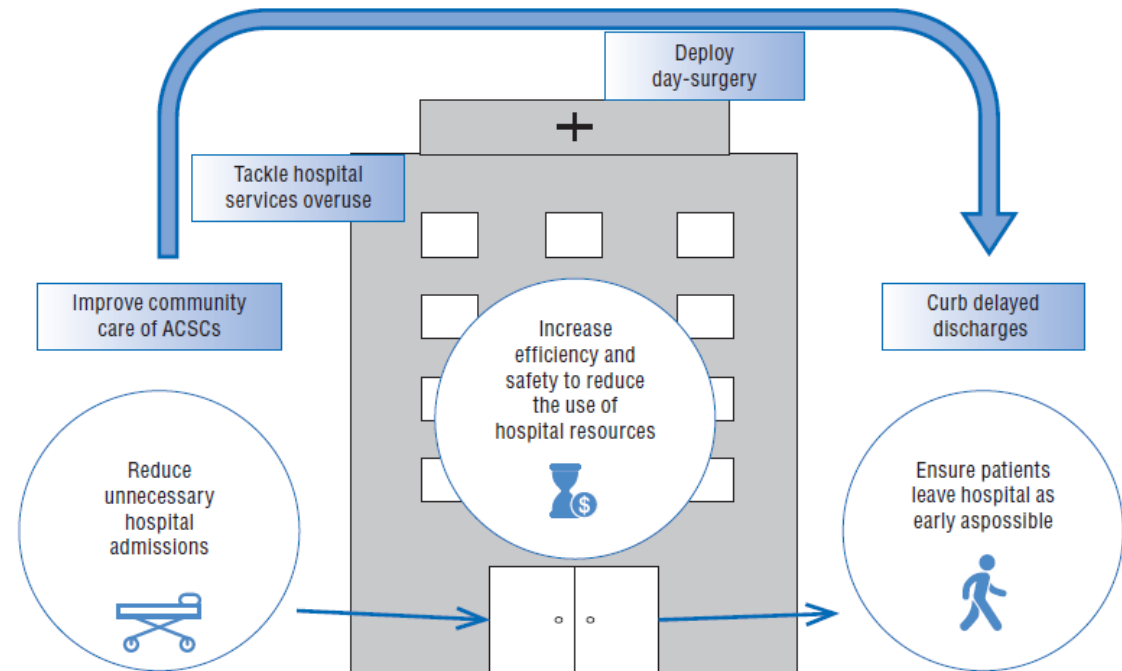 Deploy
day-surgery
Tackle hospital
services overuse
Improve community
care of ACSCs
Curb delayed
discharges
Increase
efficiency and
safety to reduce
the use of
hospital resources
$
Reduce
unnecessary
hospital
admissions
Ensure patients
leave hospital as
early aspossible